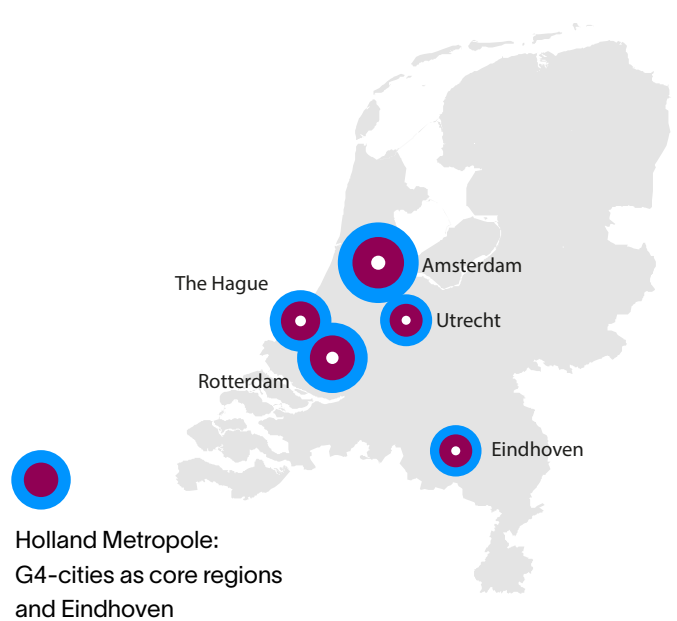 Amsterdam
The Hague
Utrecht
Rotterdam
Eindhoven
Holland Metropole:
G4-cities as core regions
and Eindhoven